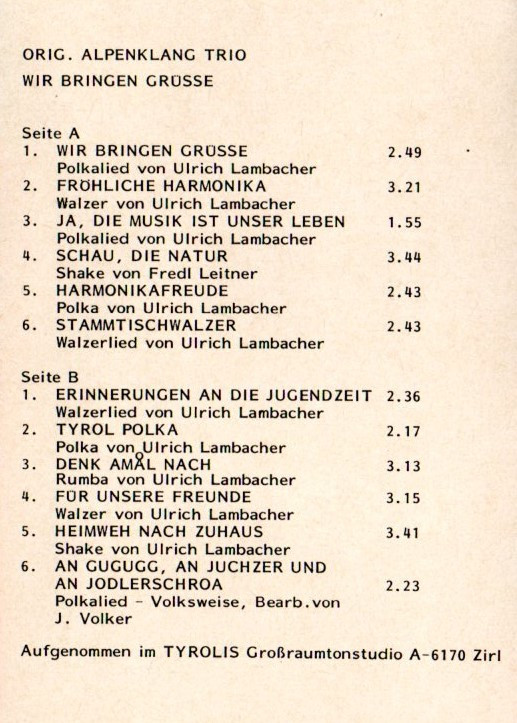 ORIG. ALPENKLANG TRIO
WIR BRINGEN GRÜSSE
Seite A
1. WIR BRINGEN GRÜSSE 2.49
Polkalied von Ulrich Lambacher
2. FRÖHLICHE HARMONIKA 3.21
Walzer von Ulrich Lambacher
3. JA, DIE MUSIK IST UNSER LEBEN 1.55
Polkalied von Ulrich Lambacher
4. SCHAU, DIE NATUR 3.44
Shake von Fredl Leitner
5. HARMONIKAFREUDE 2.43
Polka von Ulrich Lambacher
6. STAMMTISCHWALZER 2.43
Walzerlied von Ulrich Lambacher
Seite B
1. ERINNERUNGEN AN DIE JUGENDZEIT 2.36
Walzerlied von Ulrich Lambacher
2. TYROL POLKA 2.17
Polka von Ulrich Lambacher
3. DENK AMÅL NACH 3.13
Rumba von Ulrich Lambacher
4. FÜR UNSERE FREUNDE 3.15
Walzer von Ulrich Lambacher
5. HEIMWEH NACH ZUHAUS 3.41
Shake von Ulrich Lambacher
6. AN GUGUGG, AN JUCHZER UND
AN JODLERSCHROA 2.23
Polkalied - Volksweise, Bearb.von
J. Volker
Aufgenommen im TYROLIS Großraumtonstudio A-6170 Zirl